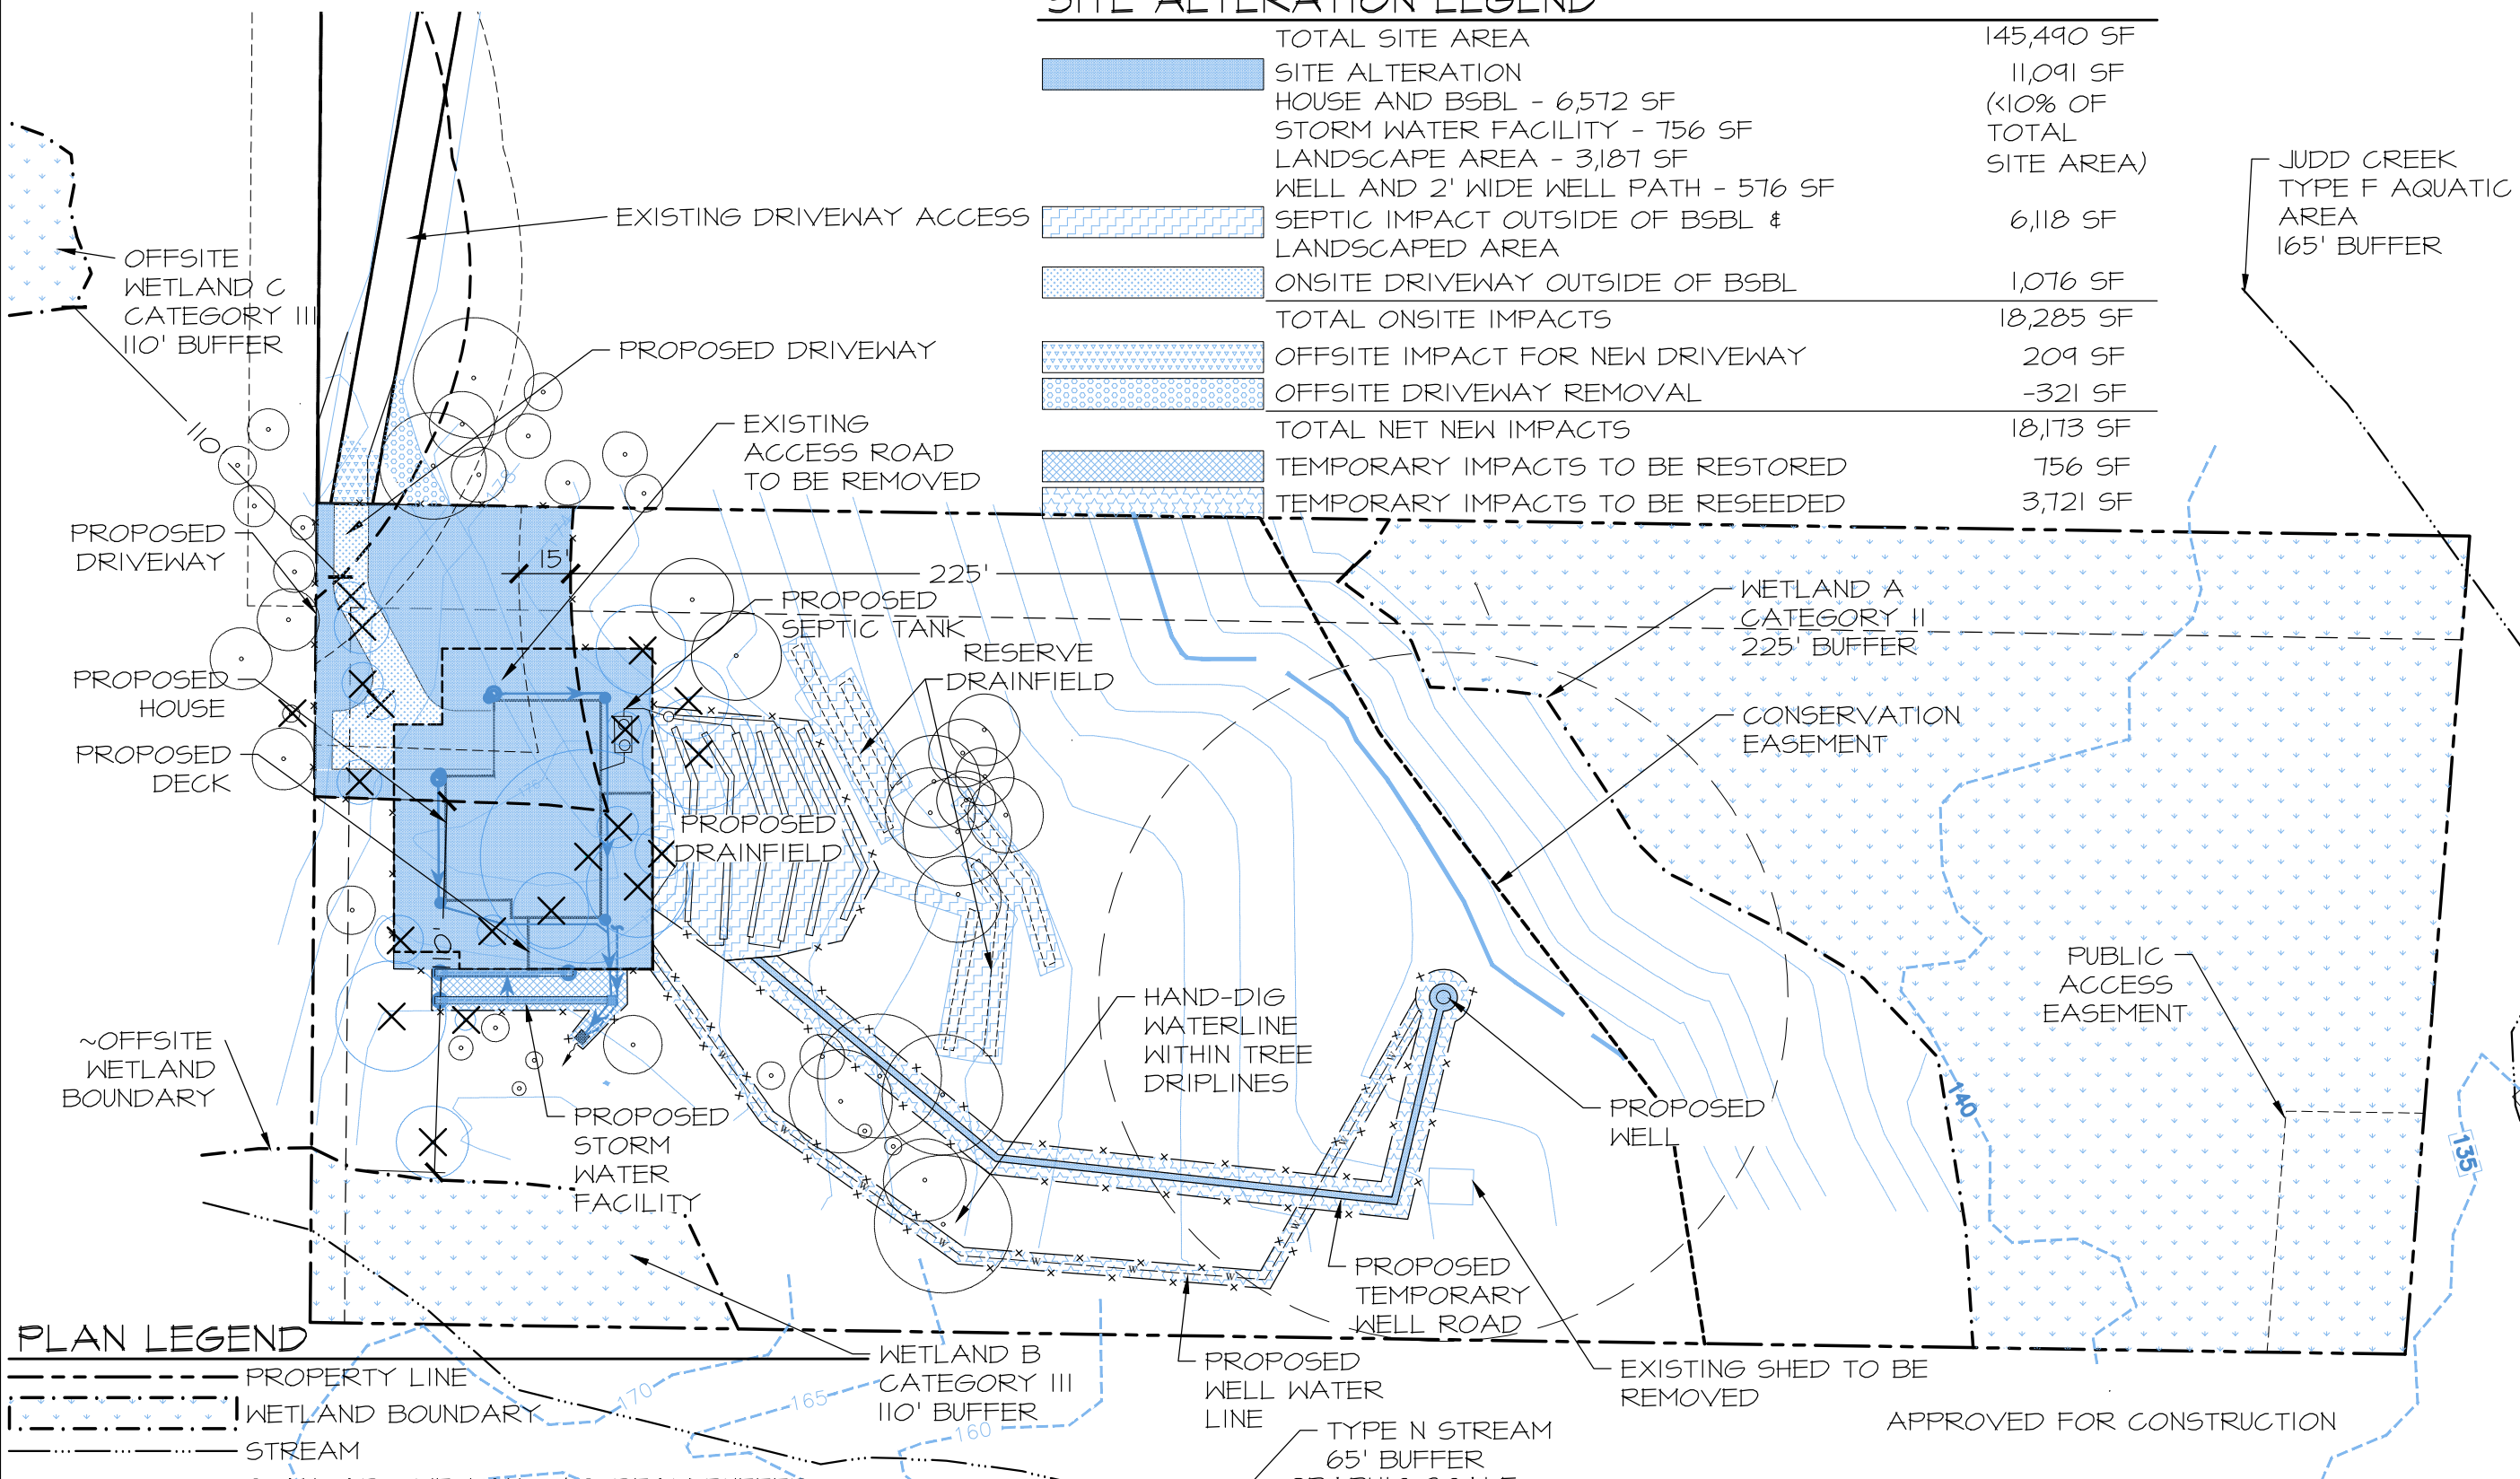 SITE ALTERATION LEGEND
TOTAL SITE AREA 145,490 SF
SITE ALTERATION 11,091 SF
HOUSE AND BSBL - 6,572 SF (<10% OF
STORM WATER FACILITY - 756 SF TOTAL
LANDSCAPE AREA - 3,187 SF SITE AREA)
WELL AND 2' WIDE WELL PATH - 576 SF
SEPTIC IMPACT OUTSIDE OF BSBL & 6,118 SF
LANDSCAPED AREA
ONSITE DRIVEWAY OUTSIDE OF BSBL 1,076 SF
TOTAL ONSITE IMPACTS 18,285 SF
OFFSITE IMPACT FOR NEW DRIVEWAY 209 SF
OFFSITE DRIVEWAY REMOVAL -321 SF
TOTAL NET NEW IMPACTS 18,173 SF
TEMPORARY IMPACTS TO BE RESTORED 756 SF
TEMPORARY IMPACTS TO BE RESEEDED 3,721 SF
JUDD CREEK
TYPE F AQUATIC
AREA
165' BUFFER
EXISTING DRIVEWAY ACCESS
OFFSITE
WETLAND C
CATEGORY III
110' BUFFER
PROPOSED DRIVEWAY
110
EXISTING
ACCESS ROAD
TO BE REMOVED
178
PROPOSED
DRIVEWAY
15'
225'
PROPOSED
SEPTIC TANK
RESERVE
DRAINFIELD
WETLAND A
CATEGORY II
225' BUFFER
PROPOSED
HOUSE
CONSERVATION
EASEMENT
PROPOSED
DECK
176
PROPOSED
DRAINFIELD
110'
PUBLIC
ACCESS
EASEMENT
HAND-DIG
WATERLINE
WITHIN TREE
DRIPLINES
~OFFSITE
WETLAND
BOUNDARY
PROPOSED
STORM
WATER
FACILITY
PROPOSED
WELL
140
135
W W W W W W W W W W
PROPOSED
TEMPORARY
WELL ROAD
PLAN LEGEND
PROPERTY LINE
WETLAND BOUNDARY
STREAM
170
165
160
WETLAND B
CATEGORY III
110' BUFFER
PROPOSED
WELL WATER
LINE
EXISTING SHED TO BE
REMOVED
TYPE N STREAM
65' BUFFER
APPROVED FOR CONSTRUCTION